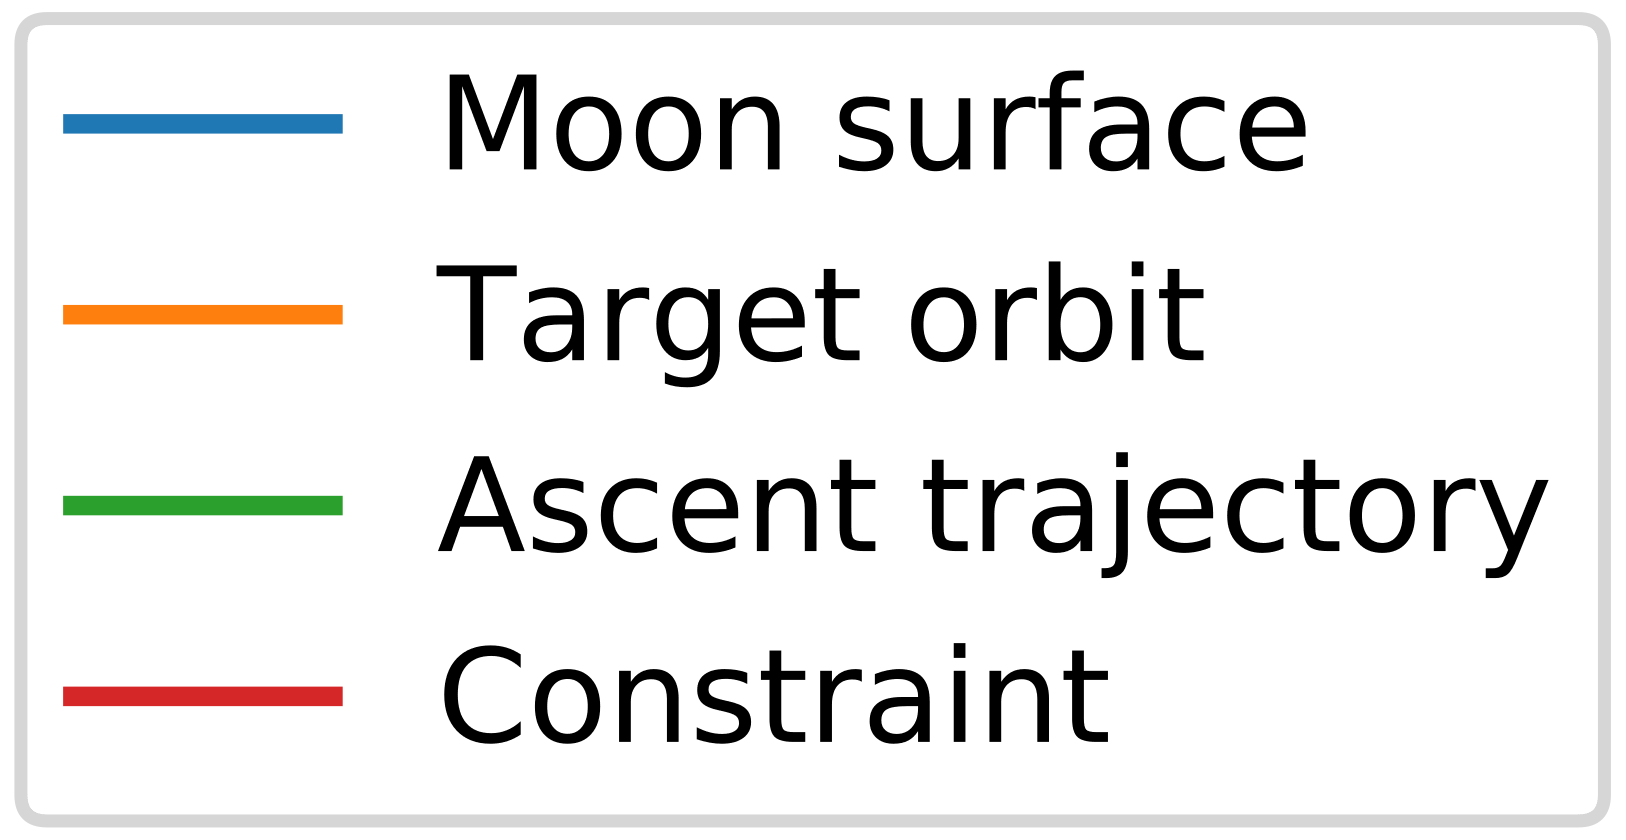 Moon surface
Target orbit
Ascent trajectory
Constraint